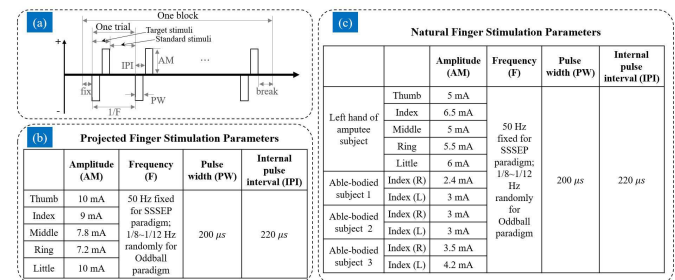 (a)
One block
One trial
Target stimuli
Standard stimuli
+
IPI
AM
...
fix
PW
break
-
1/F
(b)
Projected Finger Stimulation Parameters
Amplitude (AM)
Frequency (F)
Pulse width (PW)
Internal pulse interval (IPI)
Thumb 10 mA
Index 9 mA
Middle 7.8 mA
Ring 7.2 mA
Little 10 mA
50 Hz fixed
for SSSEP
paradigm;
1/8~1/12 Hz
randomly for
Oddball
paradigm
200 μs
220 μs
(c)
Natural Finger Stimulation Parameters
Amplitude (AM)
Frequency (F)
Pulse width (PW)
Internal pulse interval (IPI)
Left hand of
amputee
subject
Thumb 5 mA
Index 6.5 mA
Middle 5 mA
Ring 5.5 mA
Little 6 mA
Able-bodied
subject 1
Index (R) 2.4 mA
Index (L) 3 mA
Able-bodied
subject 2
Index (R) 3 mA
Index (L) 3 mA
Able-bodied
subject 3
Index (R) 3.5 mA
Index (L) 4.2 mA
50 Hz
fixed for
SSSEP
paradigm;
1/8~1/12
Hz
randomly
for
Oddball
paradigm
200 μs
220 μs